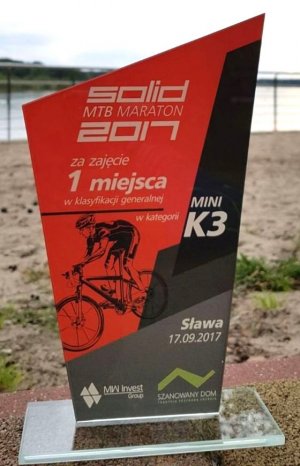 SOLID
MTB MARATON
2017
za zajęcie
1 miejsca
w klasyfikacji generalnej
w kategorii
MINI
K3
Sława
17.09.2017
MW Invest
Group
SZANOWANY DOM